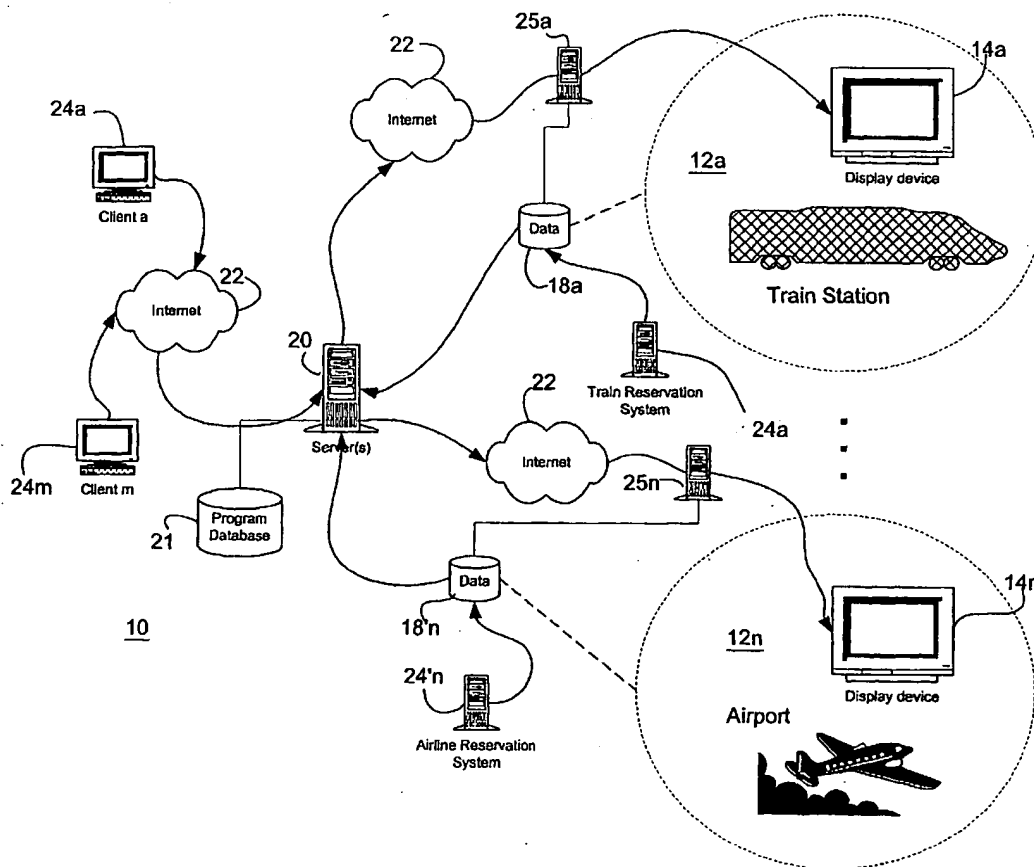 25a
22
14a
24a
Internet
12a
Display device
Client a
Data
22
18a
Train Station
Internet
20
Train Reservation
System
22
24a
Server(s)
Internet
25n
24m
Client m
21
Program
Database
Data
14n
18'n
12n
10
24'n
Display device
Airport
Airline Reservation
System